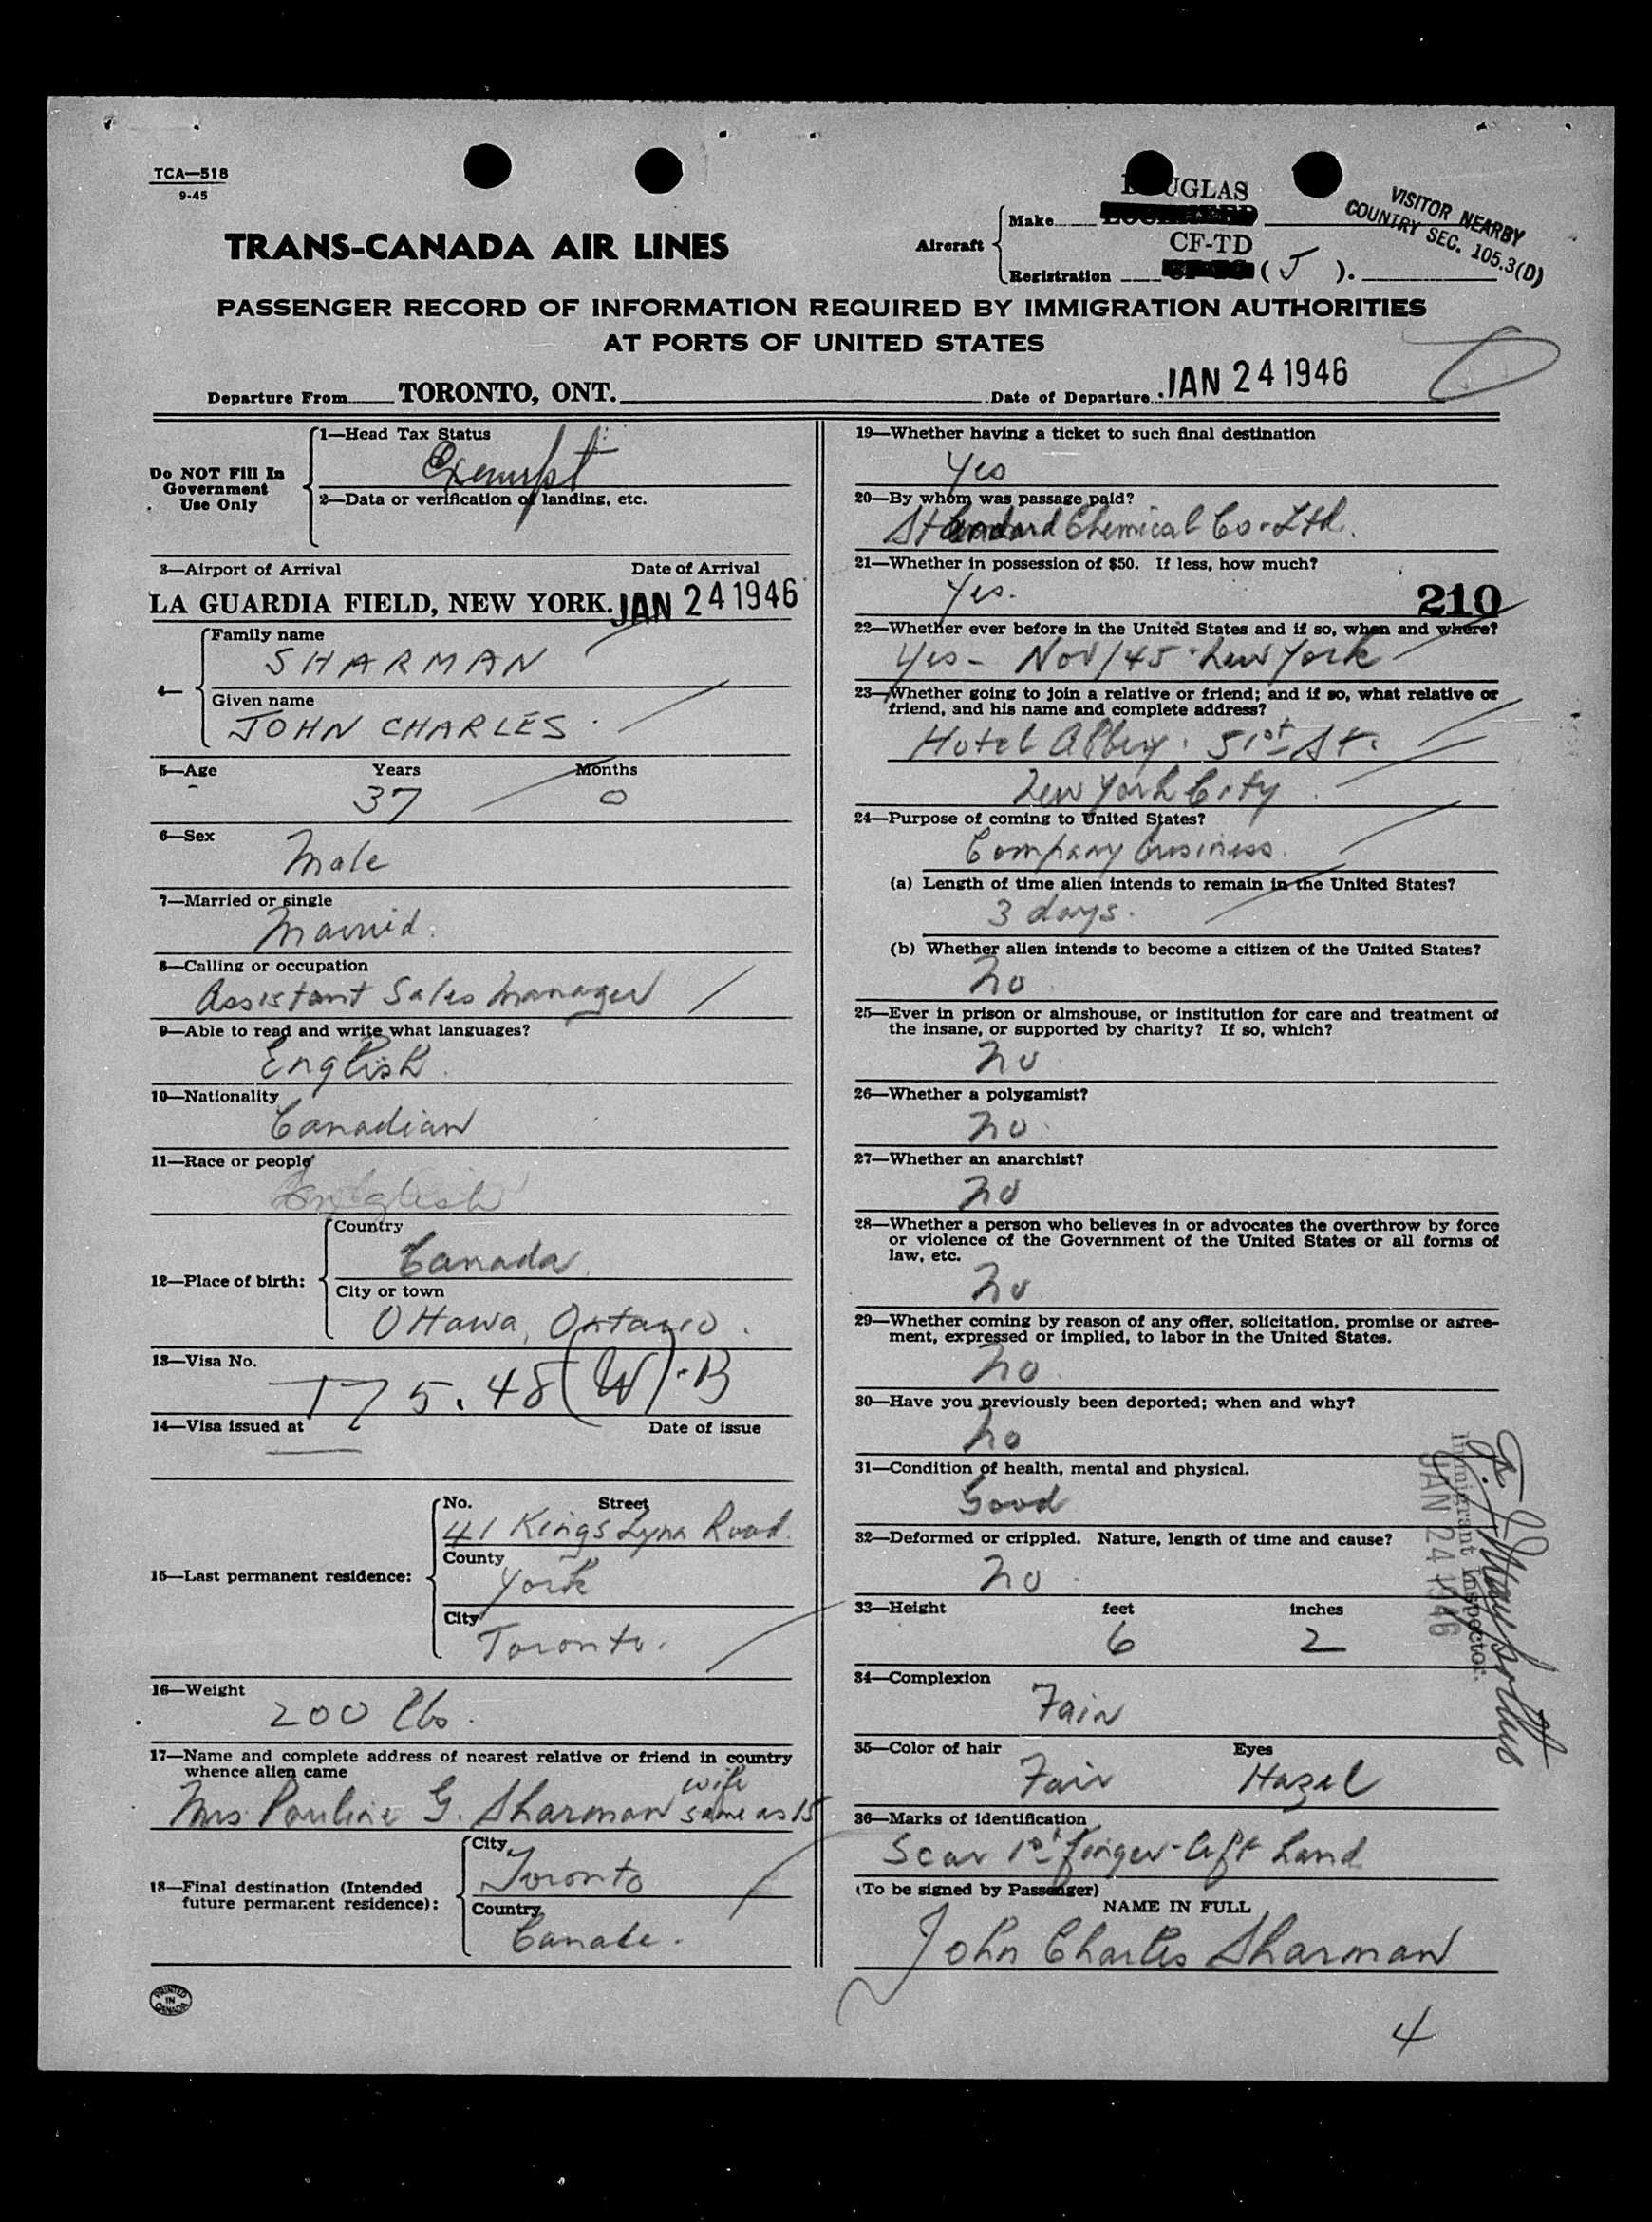 TCA—518
9-45
DOUGLAS
VISITOR NEARBY
COUNTRY SEC. 105.3(D)
Make
TRANS-CANADA AIR LINES
Aircraft
CF-TD
Registration ( J ).
PASSENGER RECORD OF INFORMATION REQUIRED BY IMMIGRATION AUTHORITIES
AT PORTS OF UNITED STATES
Departure From TORONTO, ONT. Date of Departure JAN 24 1946
1—Head Tax Status
Exempt
Do NOT Fill In
Government
Use Only
2—Data or verification of landing, etc.
3—Airport of Arrival Date of Arrival
LA GUARDIA FIELD, NEW YORK. JAN 24 1946
4—
Family name
SHARMAN
Given name
JOHN CHARLES
5—Age Years Months
37 0
6—Sex
Male
7—Married or single
Married.
8—Calling or occupation
Assistant Sales Manager
9—Able to read and write what languages?
English.
10—Nationality
Canadian
11—Race or people
English
12—Place of birth:
Country
Canada.
City or town
Ottawa, Ontario.
13—Visa No.
175.48(W)-B
14—Visa issued at Date of issue
15—Last permanent residence:
No. Street
41 Kings Lynn Road.
County
York
City
Toronto.
16—Weight
200 lbs.
17—Name and complete address of nearest relative or friend in country
whence alien came
wife
Mrs Pauline G. Sharman same as 15
18—Final destination (Intended
future permanent residence):
City
Toronto
Country
Canada.
PRINTED
IN
CANADA
19—Whether having a ticket to such final destination
Yes
20—By whom was passage paid?
Standard Chemical Co. Ltd.
21—Whether in possession of $50. If less, how much?
Yes.
210
22—Whether ever before in the United States and if so, when and where?
Yes - Nov/45 - New York
23—Whether going to join a relative or friend; and if so, what relative or
friend, and his name and complete address?
Hotel Abbey. 51st St.
New York City
24—Purpose of coming to United States?
Company business.
(a) Length of time alien intends to remain in the United States?
3 days.
(b) Whether alien intends to become a citizen of the United States?
No
25—Ever in prison or almshouse, or institution for care and treatment of
the insane, or supported by charity? If so, which?
No
26—Whether a polygamist?
No.
27—Whether an anarchist?
No
28—Whether a person who believes in or advocates the overthrow by force
or violence of the Government of the United States or all forms of
law, etc.
No
29—Whether coming by reason of any offer, solicitation, promise or agree-
ment, expressed or implied, to labor in the United States.
No.
30—Have you previously been deported; when and why?
No
31—Condition of health, mental and physical.
Good
32—Deformed or crippled. Nature, length of time and cause?
No
33—Height feet inches
6 2
34—Complexion
Fair
35—Color of hair Eyes
Fair Hazel
36—Marks of identification
Scar 1st finger - left hand
(To be signed by Passenger)
NAME IN FULL
John Charles Sharman
Immigrant Inspector.
JAN 24 1946
4